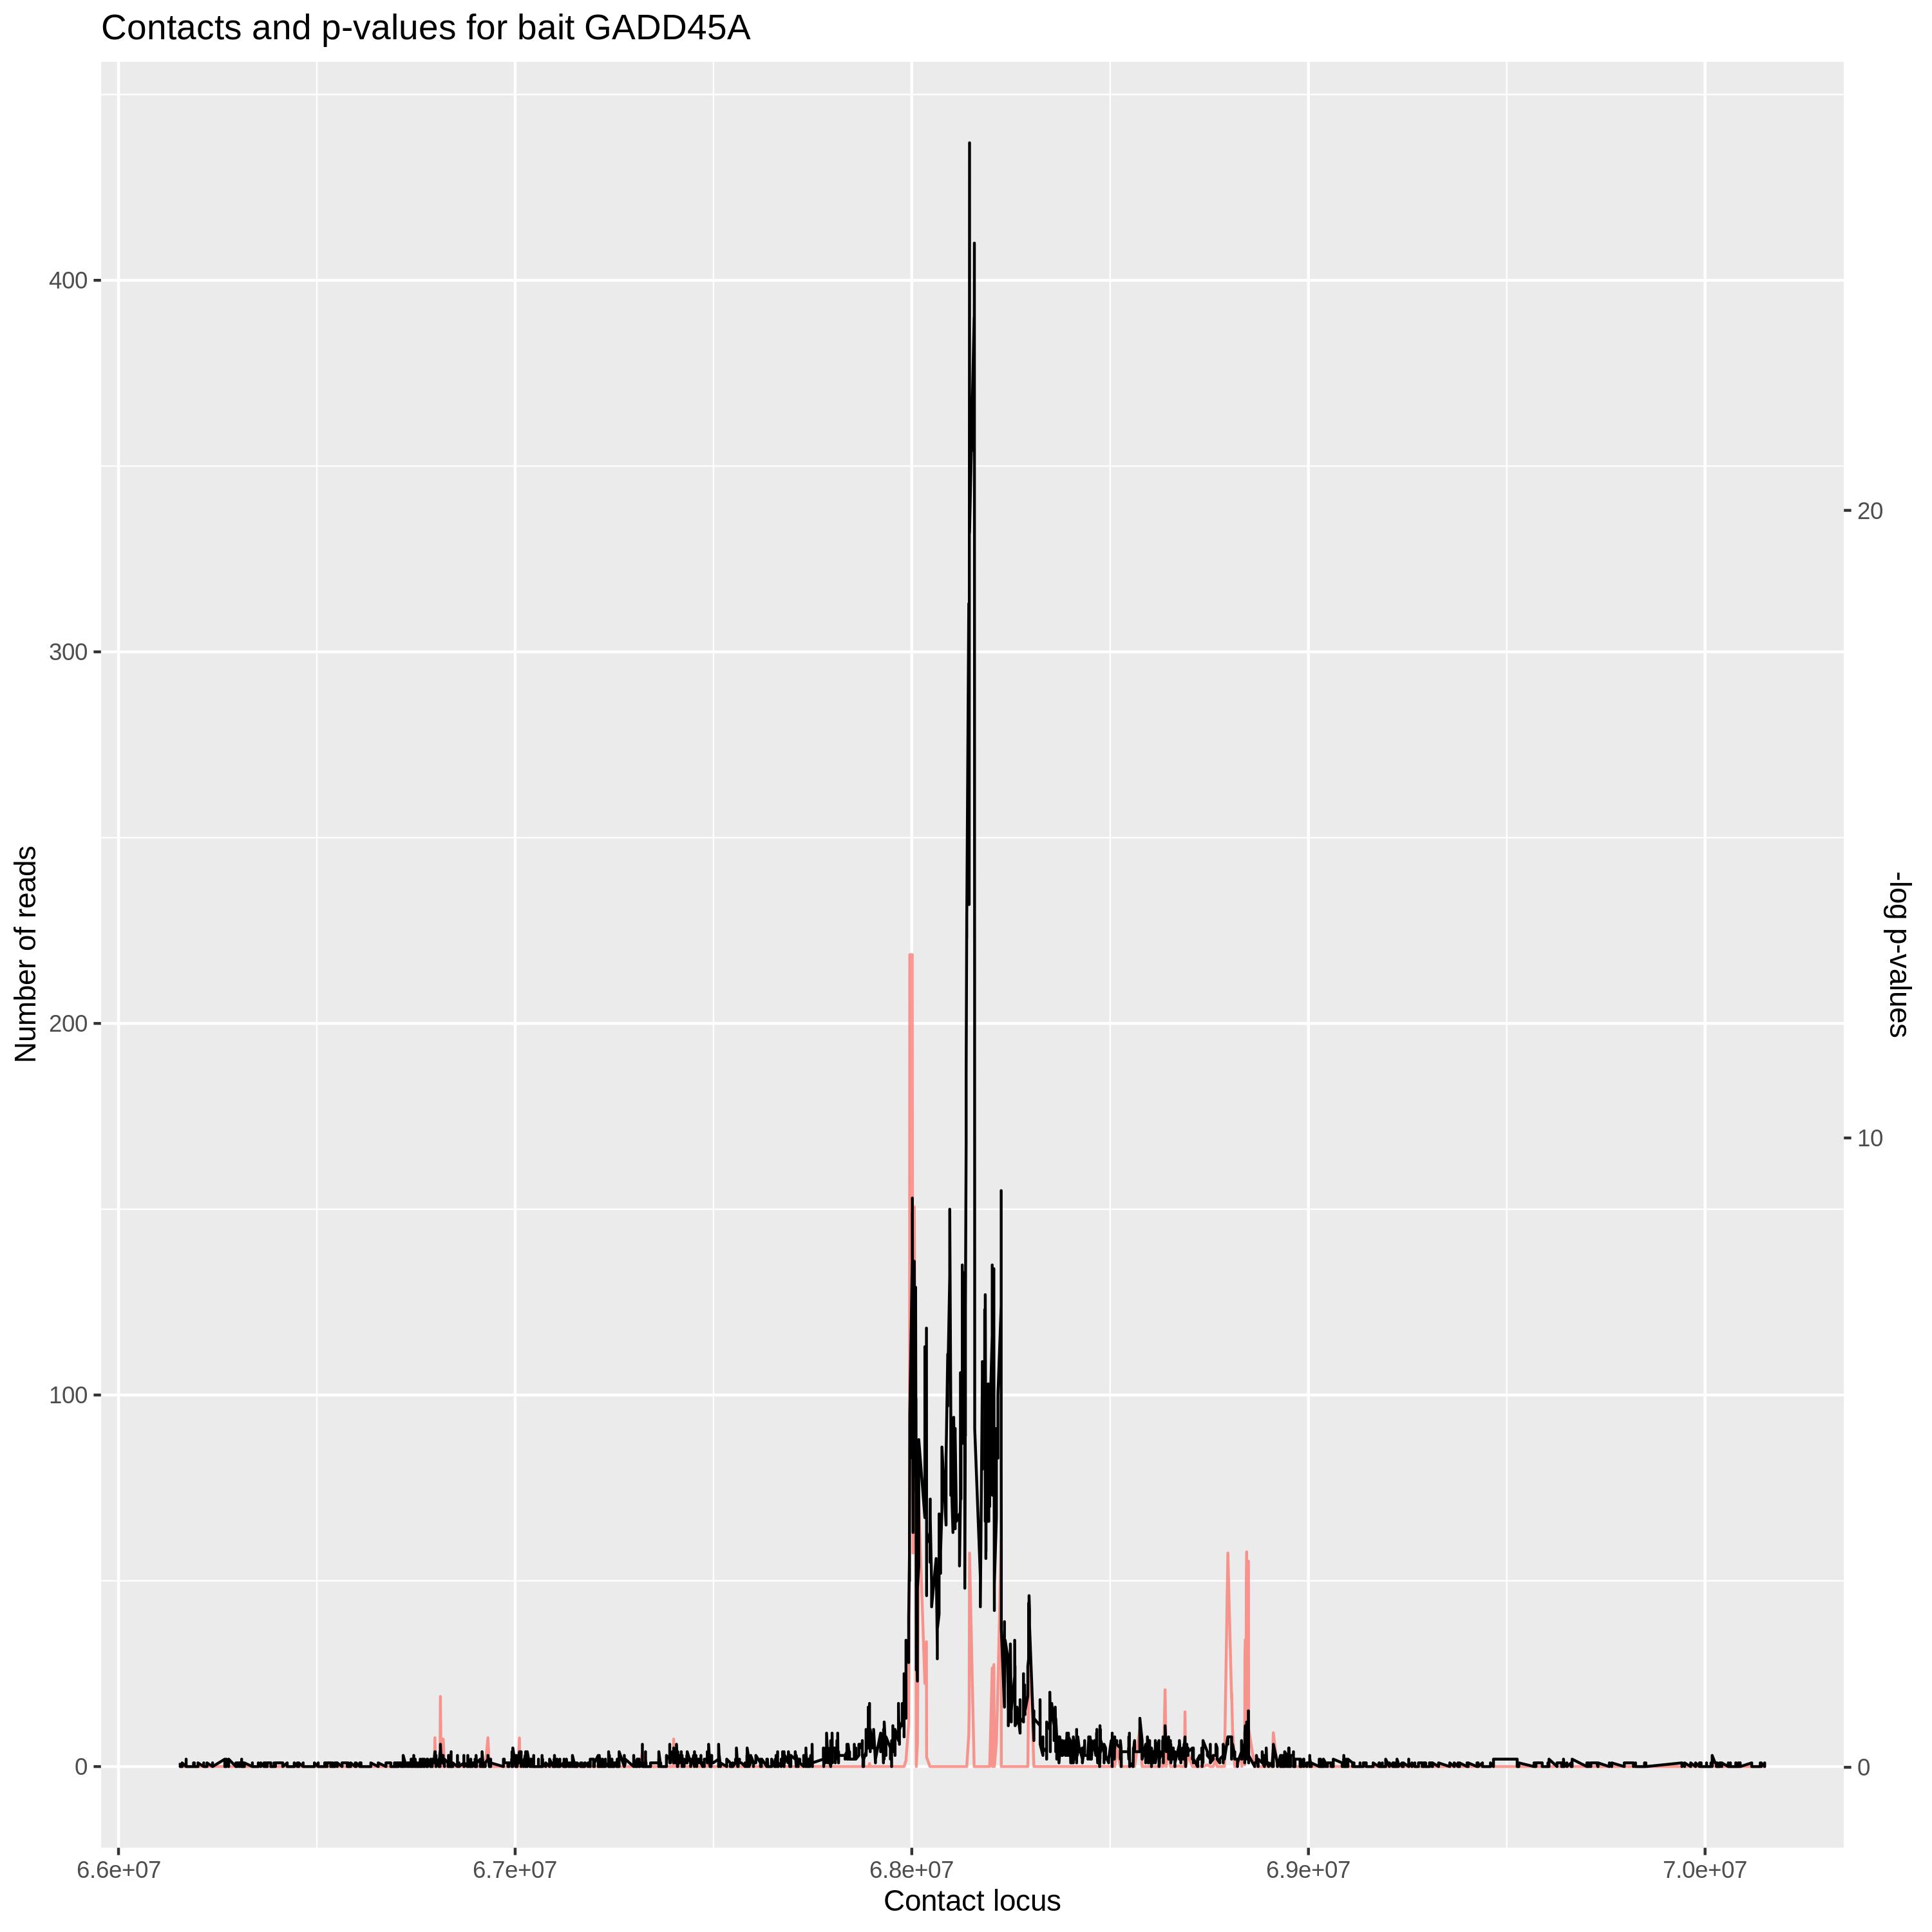 Contacts and p-values for bait GADD45A
400
300
200
100
0
Number of reads
20
10
0
-log p-values
6.6e+07 6.7e+07 6.8e+07 6.9e+07 7.0e+07
Contact locus